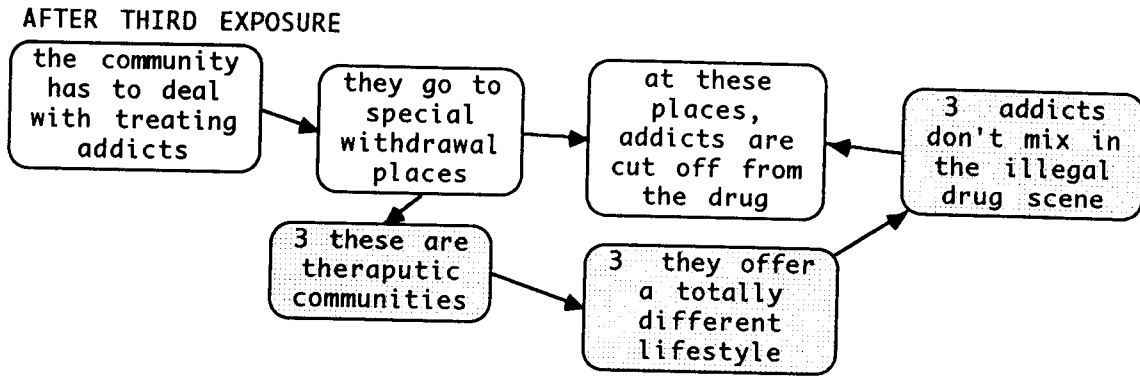 AFTER THIRD EXPOSURE
the community
has to deal
with treating
addicts
they go to
special
withdrawal
places
at these
places,
addicts are
cut off from
the drug
3 addicts
don't mix in
the illegal
drug scene
3 these are
theraputic
communities
3 they offer
a totally
different
lifestyle